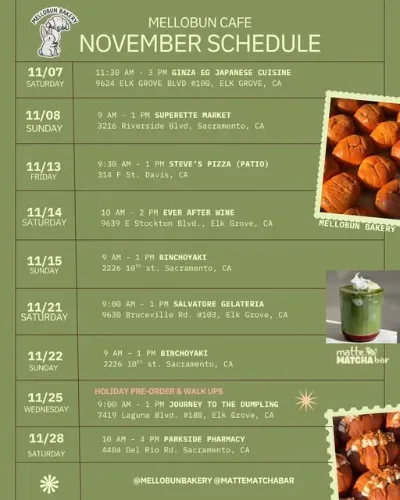 MELLOBUN BAKERY
MELLOBUN CAFE
NOVEMBER SCHEDULE
11/07
SATURDAY
11:30 AM - 3 PM GINZA EG JAPANESE CUISINE
9624 ELK GROVE BLVD #100, ELK GROVE, CA
11/08
SUNDAY
9 AM - 1 PM SUPERETTE MARKET
3216 Riverside Blvd, Sacramento, CA
11/13
FRIDAY
9:30 AM - 1 PM STEVE'S PIZZA (PATIO)
314 F St. Davis, CA
11/14
SATURDAY
10 AM - 2 PM EVER AFTER WINE
9639 E Stockton Blvd., Elk Grove, CA
MELLOBUN BAKERY
11/15
SUNDAY
9 AM - 1 PM BINCHOYAKI
2226 10th st. Sacramento, CA
11/21
SATURDAY
9:00 AM - 1 PM SALVATORE GELATERIA
9630 Bruceville Rd. #103, Elk Grove, CA
11/22
SUNDAY
9 AM - 1 PM BINCHOYAKI
2226 10th st. Sacramento, CA
matte
MATCHA bar
11/25
WEDNESDAY
HOLIDAY PRE-ORDER & WALK UPS
9:00 AM - 1 PM JOURNEY TO THE DUMPLING
7419 Laguna Blvd. #180, Elk Grove, CA
11/28
SATURDAY
10 AM - 4 PM PARKSIDE PHARMACY
4404 Del Rio Rd. Sacramento, CA
@MELLOBUNBAKERY @MATTEMATCHABAR